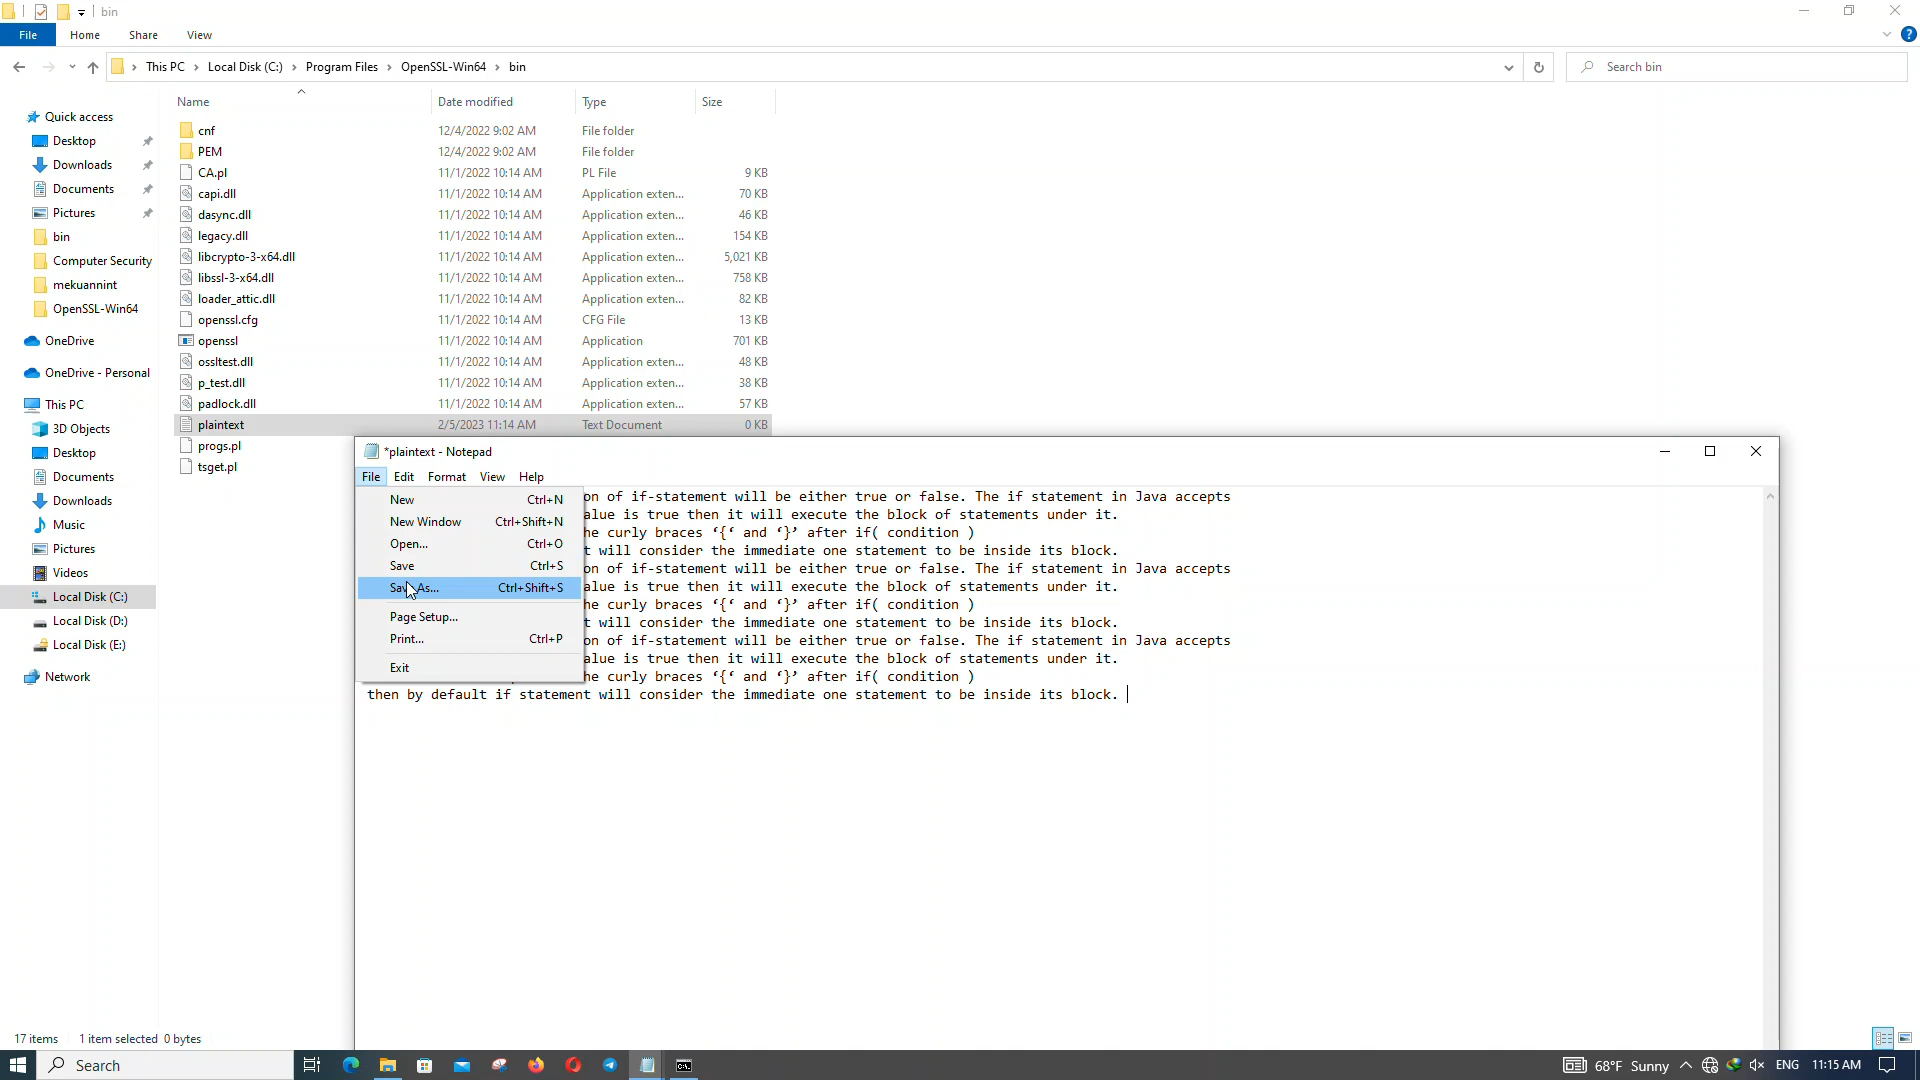 bin
File Home Share View
This PC Local Disk (C:) Program Files OpenSSL-Win64 bin Search bin
Name Date modified Type Size
Quick access
Desktop
Downloads
Documents
Pictures
bin
Computer Security
mekuannint
OpenSSL-Win64
OneDrive
OneDrive - Personal
This PC
3D Objects
Desktop
Documents
Downloads
Music
Pictures
Videos
Local Disk (C:)
Local Disk (D:)
Local Disk (E:)
Network
cnf 12/4/2022 9:02 AM File folder
PEM 12/4/2022 9:02 AM File folder
CA.pl 11/1/2022 10:14 AM PL File 9 KB
capi.dll 11/1/2022 10:14 AM Application exten... 70 KB
dasync.dll 11/1/2022 10:14 AM Application exten... 46 KB
legacy.dll 11/1/2022 10:14 AM Application exten... 154 KB
libcrypto-3-x64.dll 11/1/2022 10:14 AM Application exten... 5,021 KB
libssl-3-x64.dll 11/1/2022 10:14 AM Application exten... 758 KB
loader_attic.dll 11/1/2022 10:14 AM Application exten... 82 KB
openssl.cfg 11/1/2022 10:14 AM CFG File 13 KB
openssl 11/1/2022 10:14 AM Application 701 KB
ossltest.dll 11/1/2022 10:14 AM Application exten... 48 KB
p_test.dll 11/1/2022 10:14 AM Application exten... 38 KB
padlock.dll 11/1/2022 10:14 AM Application exten... 57 KB
plaintext 2/5/2023 11:14 AM Text Document 0 KB
progs.pl
tsget.pl
*plaintext - Notepad
File Edit Format View Help
New Ctrl+N
New Window Ctrl+Shift+N
Open... Ctrl+O
Save Ctrl+S
Save As... Ctrl+Shift+S
Page Setup...
Print... Ctrl+P
Exit
on of if-statement will be either true or false. The if statement in Java accepts
alue is true then it will execute the block of statements under it.
he curly braces ‘{‘ and ‘}’ after if( condition )
t will consider the immediate one statement to be inside its block.
on of if-statement will be either true or false. The if statement in Java accepts
alue is true then it will execute the block of statements under it.
he curly braces ‘{‘ and ‘}’ after if( condition )
t will consider the immediate one statement to be inside its block.
on of if-statement will be either true or false. The if statement in Java accepts
alue is true then it will execute the block of statements under it.
he curly braces ‘{‘ and ‘}’ after if( condition )
then by default if statement will consider the immediate one statement to be inside its block.
17 items 1 item selected 0 bytes
Search 68°F Sunny ENG 11:15 AM